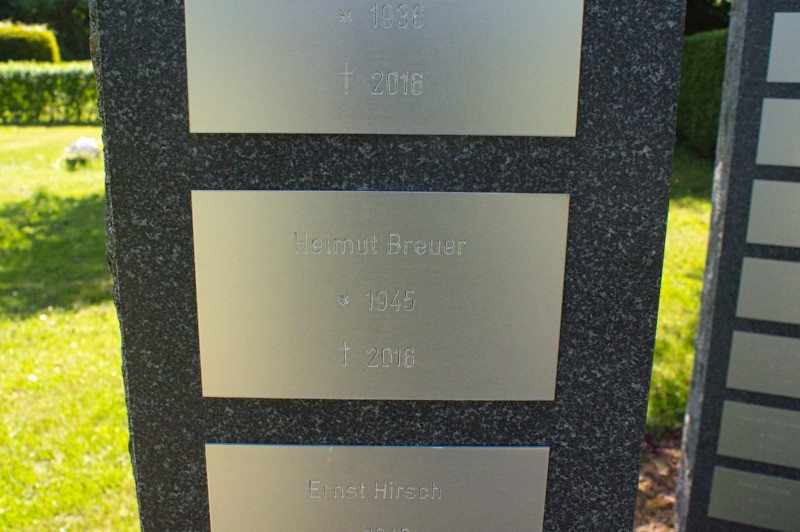 * 1936
† 2016
Helmut Breuer
* 1945
† 2016
Ernst Hirsch